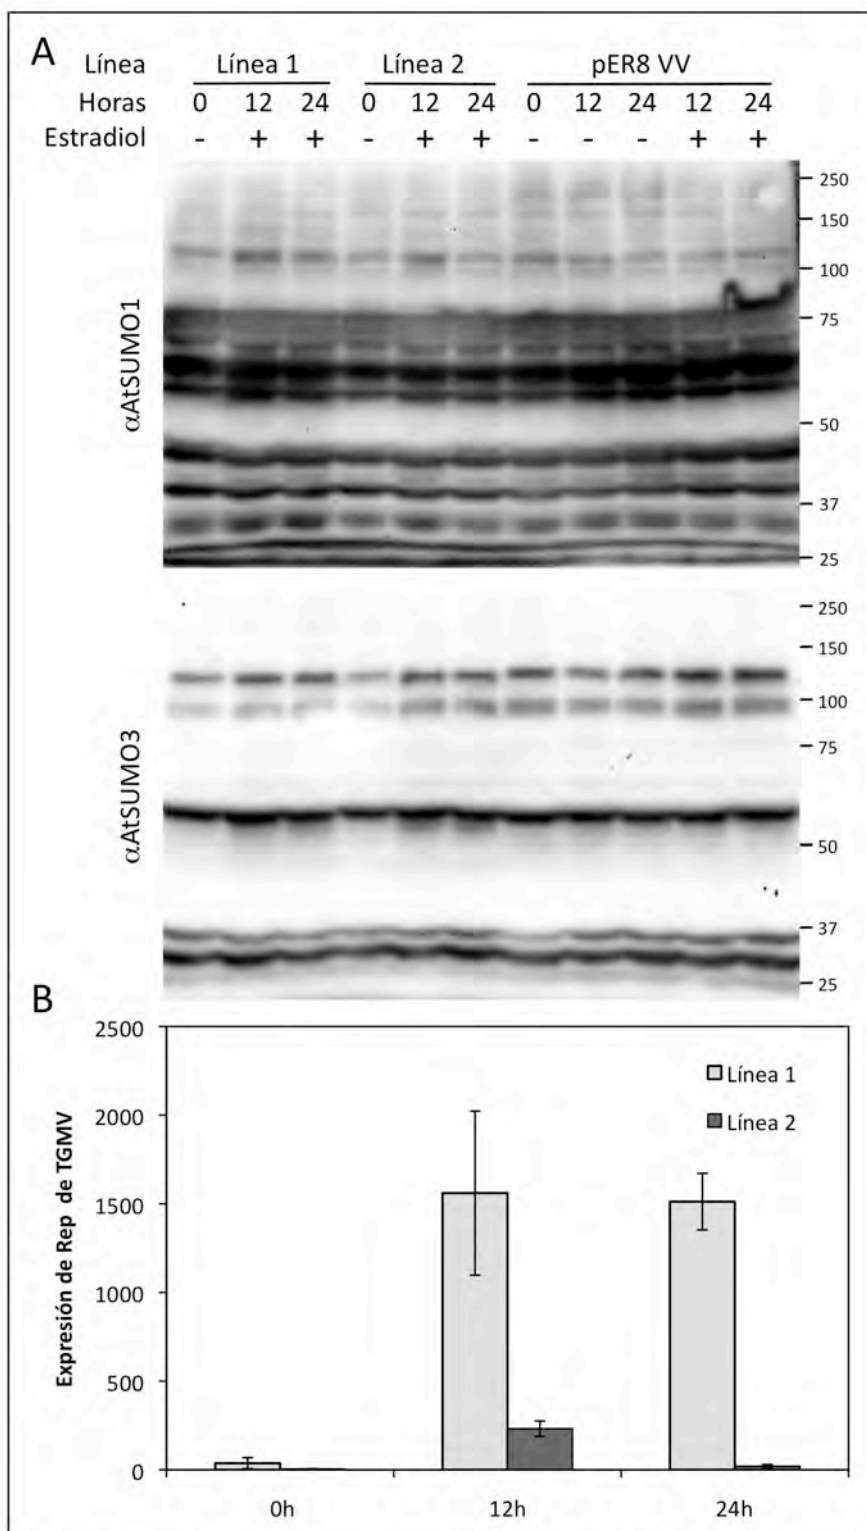 A
Línea Línea 1 Línea 2 pER8 VV
Horas 0 12 24 0 12 24 0 12 24 12 24
Estradiol - + + - + + - - - + +
αAtSUMO1
250
150
100
75
50
37
25
αAtSUMO3
250
150
100
75
50
37
25
B
Expresión de Rep de TGMV
2500
2000
1500
1000
500
0
Línea 1
Línea 2
0h 12h 24h